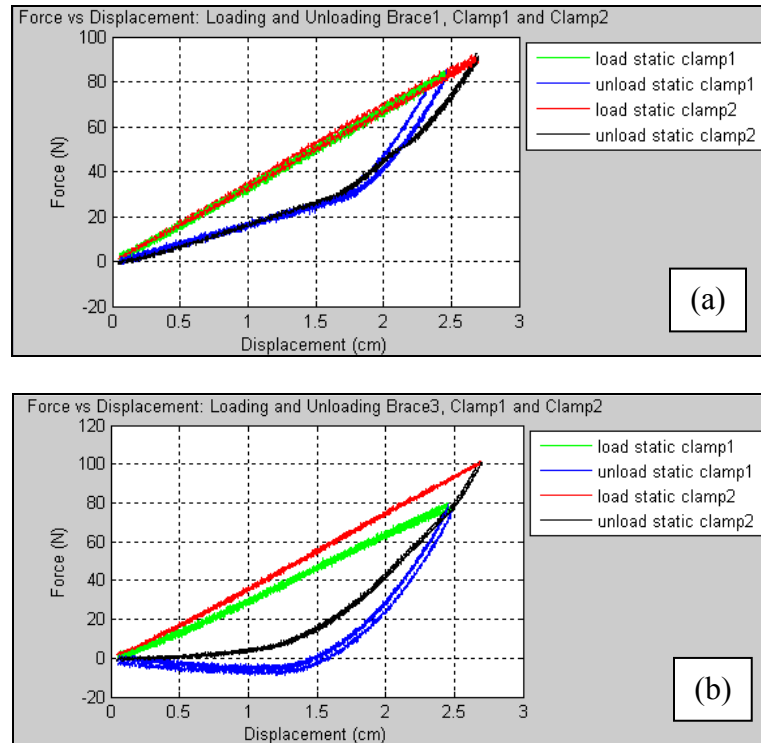 Force vs Displacement: Loading and Unloading Brace1, Clamp1 and Clamp2
100
80
60
40
20
0
-20
Force (N)
0 0.5 1 1.5 2 2.5 3
Displacement (cm)
load static clamp1
unload static clamp1
load static clamp2
unload static clamp2
(a)
Force vs Displacement: Loading and Unloading Brace3, Clamp1 and Clamp2
120
100
80
60
40
20
0
-20
Force (N)
0 0.5 1 1.5 2 2.5 3
Displacement (cm)
load static clamp1
unload static clamp1
load static clamp2
unload static clamp2
(b)